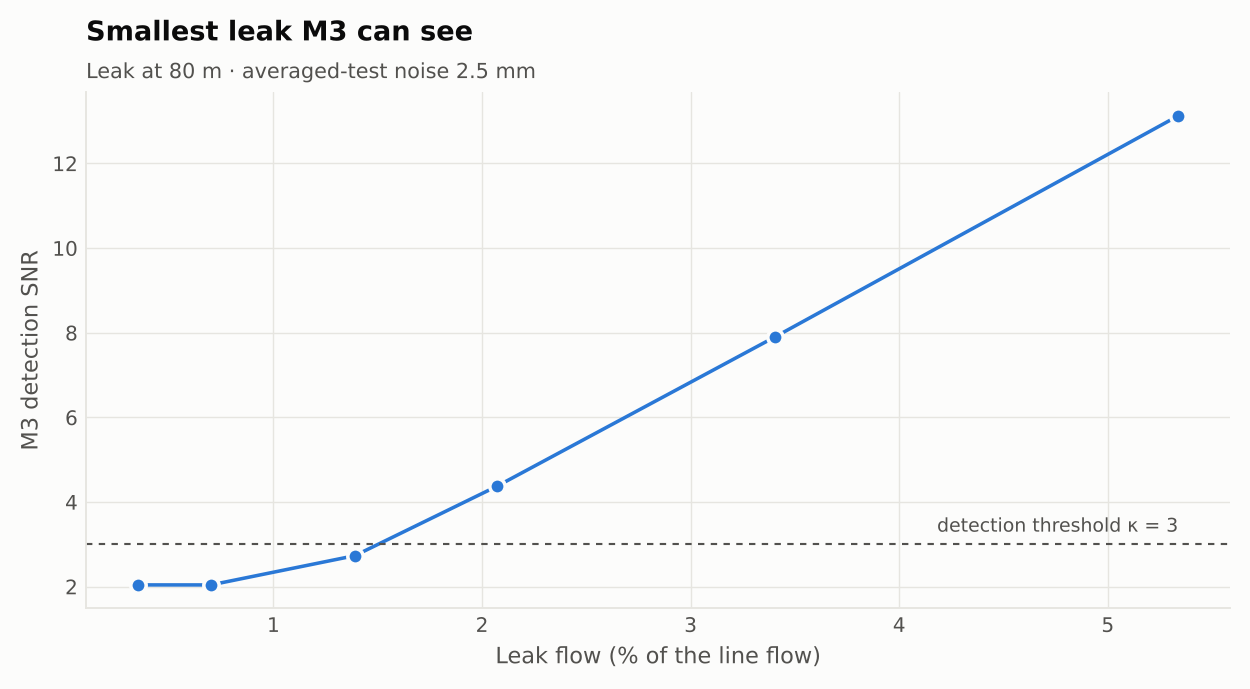 Smallest leak M3 can see
Leak at 80 m · averaged-test noise 2.5 mm
M3 detection SNR
12
10
8
6
4
2
detection threshold κ = 3
1 2 3 4 5
Leak flow (% of the line flow)